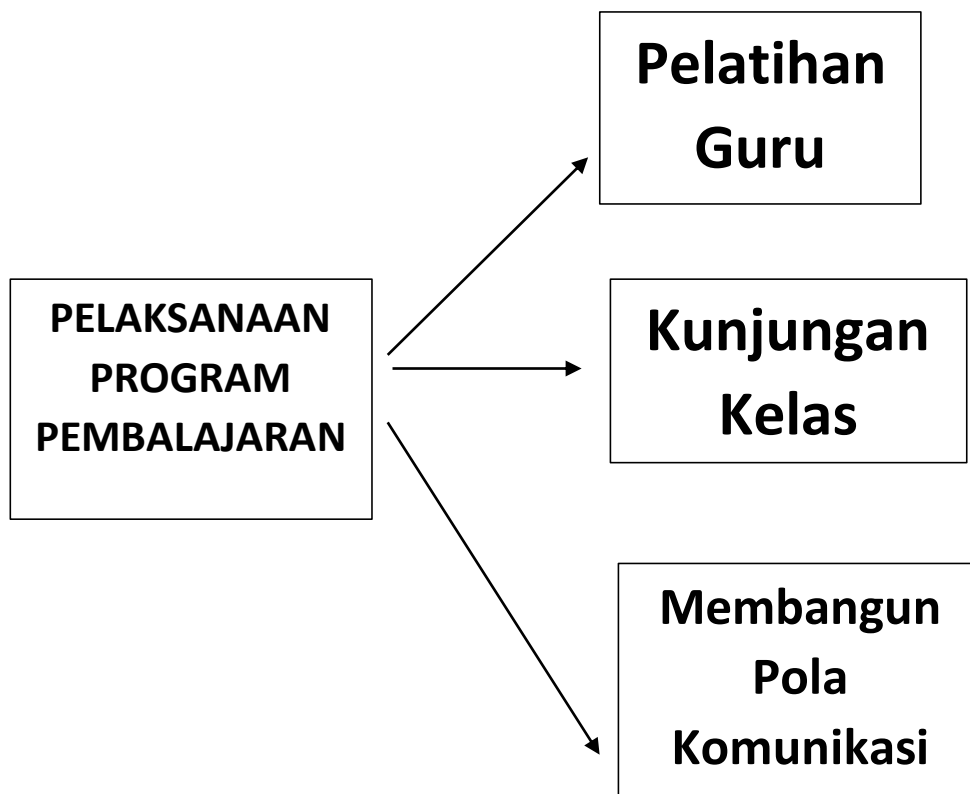 Pelatihan
Guru
PELAKSANAAN
PROGRAM
PEMBALAJARAN
Kunjungan
Kelas
Membangun
Pola
Komunikasi